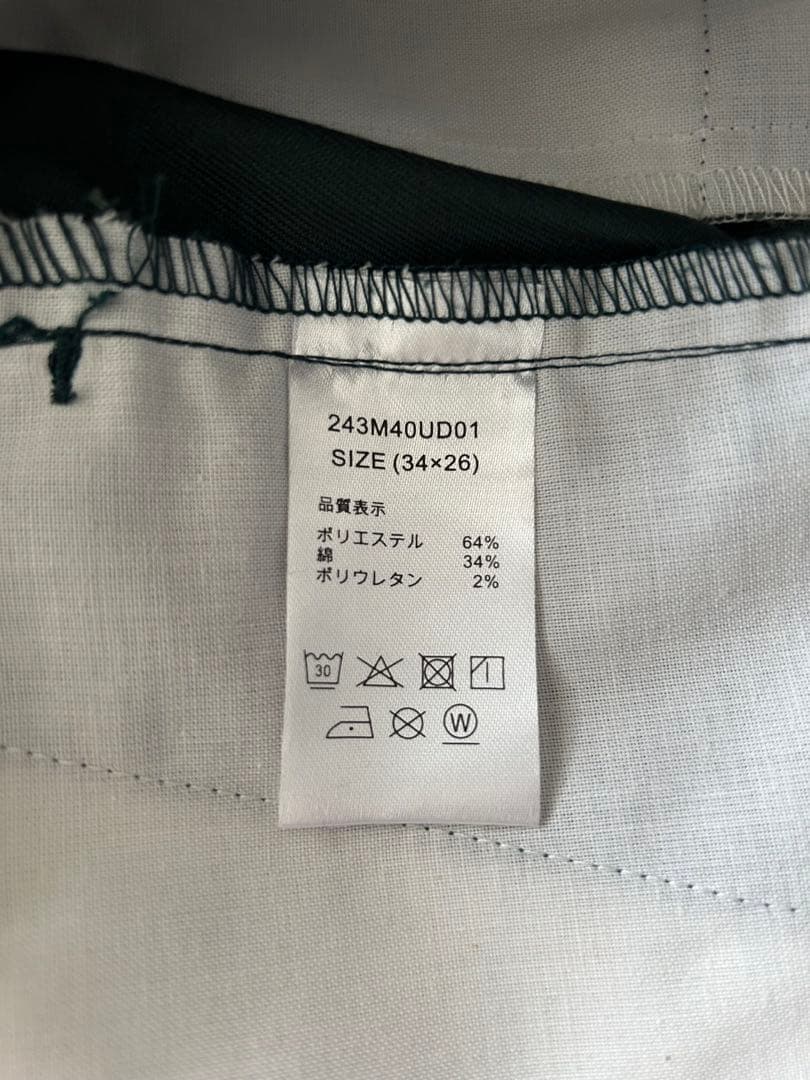 243M40UD01
SIZE (34×26)
品質表示
ポリエステル 64%
綿 34%
ポリウレタン 2%
30
W